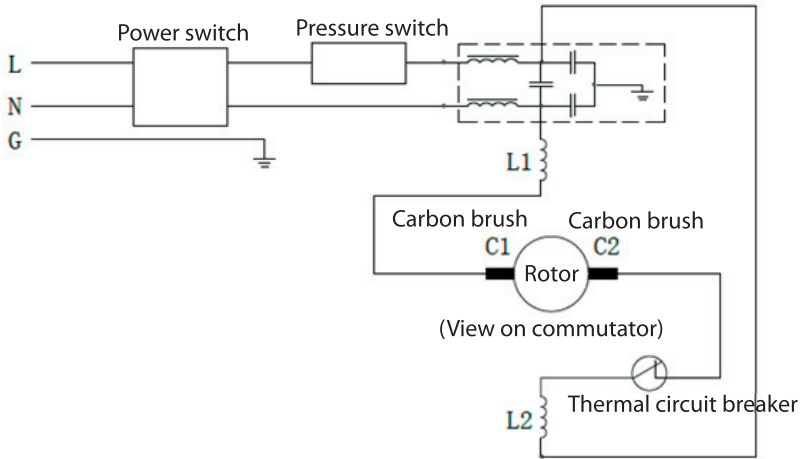 Power switch
Pressure switch
L
N
G
L1
Carbon brush
Carbon brush
C1
C2
Rotor
(View on commutator)
Thermal circuit breaker
L2